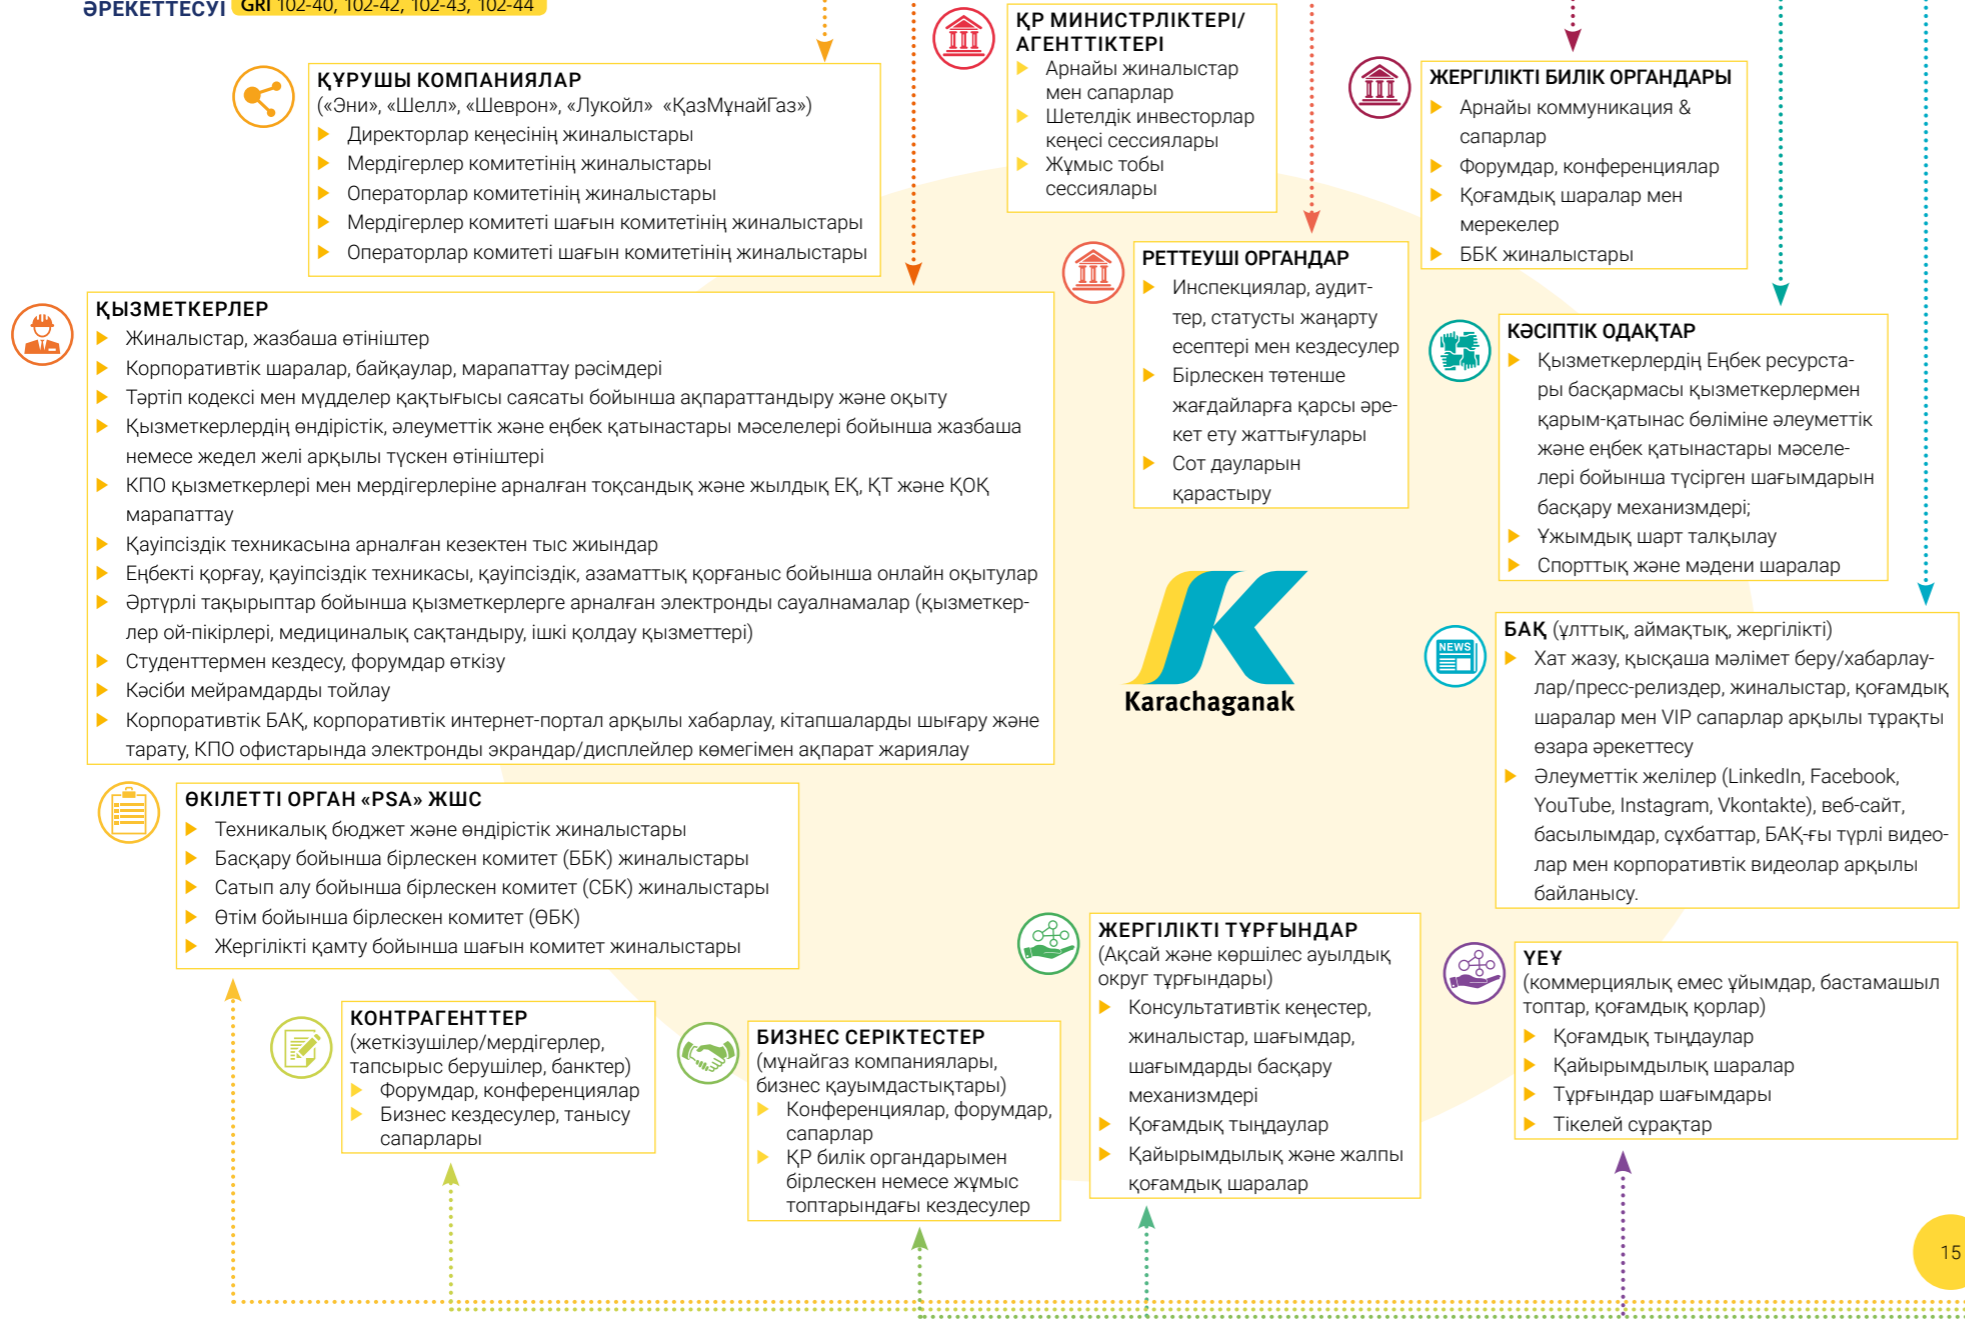 ӘРЕКЕТТЕСУІ GRI 102-40, 102-42, 102-43, 102-44
ҚҰРУШЫ КОМПАНИЯЛАР
(«Эни», «Шелл», «Шеврон», «Лукойл» «ҚазМұнайГаз»)
Директорлар кеңесінің жиналыстары
Мердігерлер комитетінің жиналыстары
Операторлар комитетінің жиналыстары
Мердігерлер комитеті шағын комитетінің жиналыстары
Операторлар комитеті шағын комитетінің жиналыстары
ҚР МИНИСТРЛІКТЕРІ/
АГЕНТТІКТЕРІ
Арнайы жиналыстар
мен сапарлар
Шетелдік инвесторлар
кеңесі сессиялары
Жұмыс тобы
сессиялары
ЖЕРГІЛІКТІ БИЛІК ОРГАНДАРЫ
Арнайы коммуникация &
сапарлар
Форумдар, конференциялар
Қоғамдық шаралар мен
мерекелер
ББК жиналыстары
РЕТТЕУШІ ОРГАНДАР
Инспекциялар, аудит-
тер, статусты жаңарту
есептері мен кездесулер
Бірлескен төтенше
жағдайларға қарсы әре-
кет ету жаттығулары
Сот дауларын
қарастыру
ҚЫЗМЕТКЕРЛЕР
Жиналыстар, жазбаша өтініштер
Корпоративтік шаралар, байқаулар, марапаттау рәсімдері
Тәртіп кодексі мен мүдделер қақтығысы саясаты бойынша ақпараттандыру және оқыту
Қызметкерлердің өндірістік, әлеуметтік және еңбек қатынастары мәселелері бойынша жазбаша
немесе жедел желі арқылы түскен өтініштері
КПО қызметкерлері мен мердігерлеріне арналған тоқсандық және жылдық ЕҚ, ҚТ және ҚОҚ
марапаттау
Қауіпсіздік техникасына арналған кезектен тыс жиындар
Еңбекті қорғау, қауіпсіздік техникасы, қауіпсіздік, азаматтық қорғаныс бойынша онлайн оқытулар
Әртүрлі тақырыптар бойынша қызметкерлерге арналған электронды сауалнамалар (қызметкер-
лер ой-пікірлері, медициналық сақтандыру, ішкі қолдау қызметтері)
Студенттермен кездесу, форумдар өткізу
Кәсіби мейрамдарды тойлау
Корпоративтік БАҚ, корпоративтік интернет-портал арқылы хабарлау, кітапшаларды шығару және
тарату, КПО офистарында электронды экрандар/дисплейлер көмегімен ақпарат жариялау
КӘСІПТІК ОДАҚТАР
Қызметкерлердің Еңбек ресурста-
ры басқармасы қызметкерлермен
қарым-қатынас бөліміне әлеуметтік
және еңбек қатынастары мәселе-
лері бойынша түсірген шағымдарын
басқару механизмдері;
Ұжымдық шарт талқылау
Спорттық және мәдени шаралар
Karachaganak
NEWS
БАҚ (ұлттық, аймақтық, жергілікті)
Хат жазу, қысқаша мәлімет беру/хабарлау-
лар/пресс-релиздер, жиналыстар, қоғамдық
шаралар мен VIP сапарлар арқылы тұрақты
өзара әрекеттесу
Әлеуметтік желілер (LinkedIn, Facebook,
YouTube, Instagram, Vkontakte), веб-сайт,
басылымдар, сұхбаттар, БАҚ-ғы түрлі видео-
лар мен корпоративтік видеолар арқылы
байланысу.
ӨКІЛЕТТІ ОРГАН «PSA» ЖШС
Техникалық бюджет және өндірістік жиналыстары
Басқару бойынша бірлескен комитет (ББК) жиналыстары
Сатып алу бойынша бірлескен комитет (СБК) жиналыстары
Өтім бойынша бірлескен комитет (ӨБК)
Жергілікті қамту бойынша шағын комитет жиналыстары
КОНТРАГЕНТТЕР
(жеткізушілер/мердігерлер,
тапсырыс берушілер, банктер)
Форумдар, конференциялар
Бизнес кездесулер, танысу
сапарлары
БИЗНЕС СЕРІКТЕСТЕР
(мұнайгаз компаниялары,
бизнес қауымдастықтары)
Конференциялар, форумдар,
сапарлар
ҚР билік органдарымен
бірлескен немесе жұмыс
топтарындағы кездесулер
ЖЕРГІЛІКТІ ТҰРҒЫНДАР
(Ақсай және көршілес ауылдық
округ тұрғындары)
Консультативтік кеңестер,
жиналыстар, шағымдар,
шағымдарды басқару
механизмдері
Қоғамдық тыңдаулар
Қайырымдылық және жалпы
қоғамдық шаралар
ҮЕҰ
(коммерциялық емес ұйымдар, бастамашыл
топтар, қоғамдық қорлар)
Қоғамдық тыңдаулар
Қайырымдылық шаралар
Тұрғындар шағымдары
Тікелей сұрақтар
15